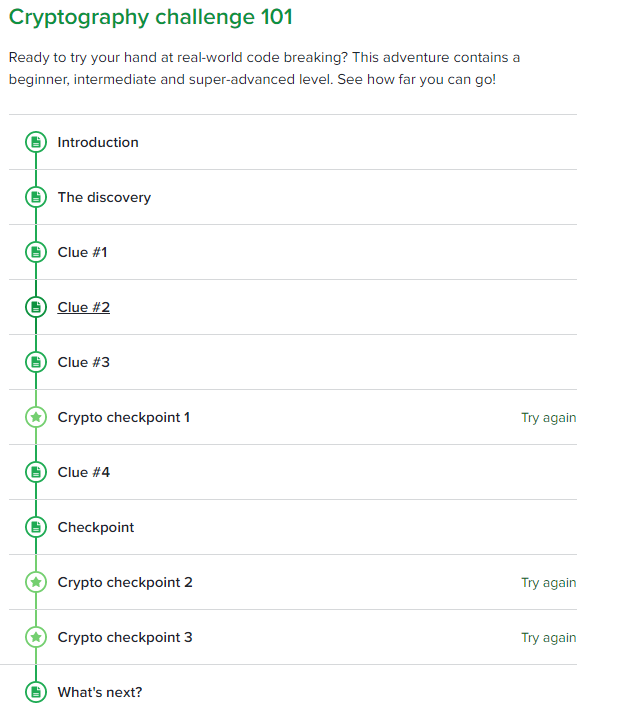 Cryptography challenge 101
Ready to try your hand at real-world code breaking? This adventure contains a
beginner, intermediate and super-advanced level. See how far you can go!
Introduction
The discovery
Clue #1
Clue #2
Clue #3
Crypto checkpoint 1 Try again
Clue #4
Checkpoint
Crypto checkpoint 2 Try again
Crypto checkpoint 3 Try again
What's next?